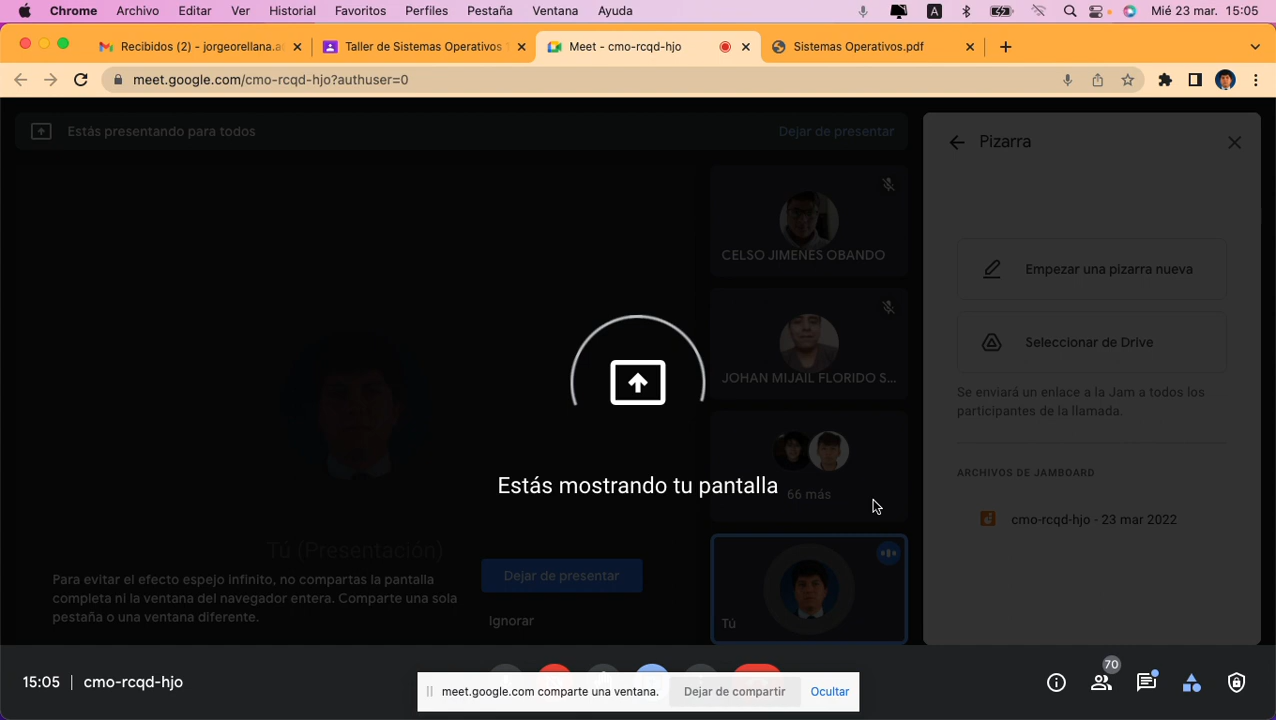 Chrome Archivo Editar Ver Historial Favoritos Perfiles Pestaña Ventana Ayuda A Mié 23 mar. 15:05
Recibidos (2) - jorgeorellana.a
Taller de Sistemas Operativos
Meet - cmo-rcqd-hjo
Sistemas Operativos.pdf
meet.google.com/cmo-rcqd-hjo?authuser=0
Estás presentando para todos
Dejar de presentar
Pizarra
CELSO JIMENES OBANDO
Empezar una pizarra nueva
Seleccionar de Drive
JOHAN MIJAIL FLORIDO S...
Se enviará un enlace a la Jam a todos los
participantes de la llamada.
ARCHIVOS DE JAMBOARD
Estás mostrando tu pantalla
66 más
cmo-rcqd-hjo - 23 mar 2022
Tú (Presentación)
Para evitar el efecto espejo infinito, no compartas la pantalla
completa ni la ventana del navegador entera. Comparte una sola
pestaña o una ventana diferente.
Dejar de presentar
Ignorar
Tú
15:05 | cmo-rcqd-hjo
meet.google.com comparte una ventana.
Dejar de compartir
Ocultar
70